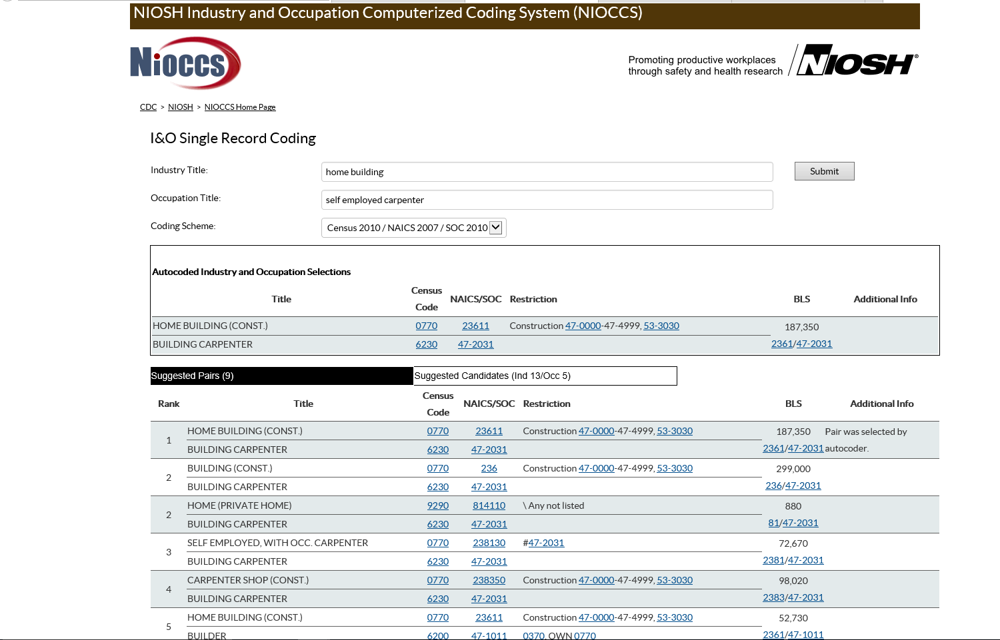 NIOSH Industry and Occupation Computerized Coding System (NIOCCS)
NIOCCS
Promoting productive workplaces
through safety and health research
NIOSH®
CDC > NIOSH > NIOCCS Home Page
I&O Single Record Coding
Industry Title: home building Submit
Occupation Title: self employed carpenter
Coding Scheme: Census 2010 / NAICS 2007 / SOC 2010
Autocoded Industry and Occupation Selections
Title Census Code NAICS/SOC Restriction BLS Additional Info
HOME BUILDING (CONST.) 0770 23611 Construction 47-0000-47-4999, 53-3030 187,350
BUILDING CARPENTER 6230 47-2031 2361/47-2031
Suggested Pairs (9) Suggested Candidates (Ind 13/Occ 5)
Rank Title Census Code NAICS/SOC Restriction BLS Additional Info
1 HOME BUILDING (CONST.) 0770 23611 Construction 47-0000-47-4999, 53-3030 187,350 Pair was selected by
BUILDING CARPENTER 6230 47-2031 2361/47-2031 autocoder.
2 BUILDING (CONST.) 0770 236 Construction 47-0000-47-4999, 53-3030 299,000
BUILDING CARPENTER 6230 47-2031 236/47-2031
2 HOME (PRIVATE HOME) 9290 814110 \ Any not listed 880
BUILDING CARPENTER 6230 47-2031 81/47-2031
3 SELF EMPLOYED, WITH OCC. CARPENTER 0770 238130 #47-2031 72,670
BUILDING CARPENTER 6230 47-2031 2381/47-2031
4 CARPENTER SHOP (CONST.) 0770 238350 Construction 47-0000-47-4999, 53-3030 98,020
BUILDING CARPENTER 6230 47-2031 2383/47-2031
5 HOME BUILDING (CONST.) 0770 23611 Construction 47-0000-47-4999, 53-3030 52,730
BUILDER 6200 47-1011 0370, OWN 0770 2361/47-1011